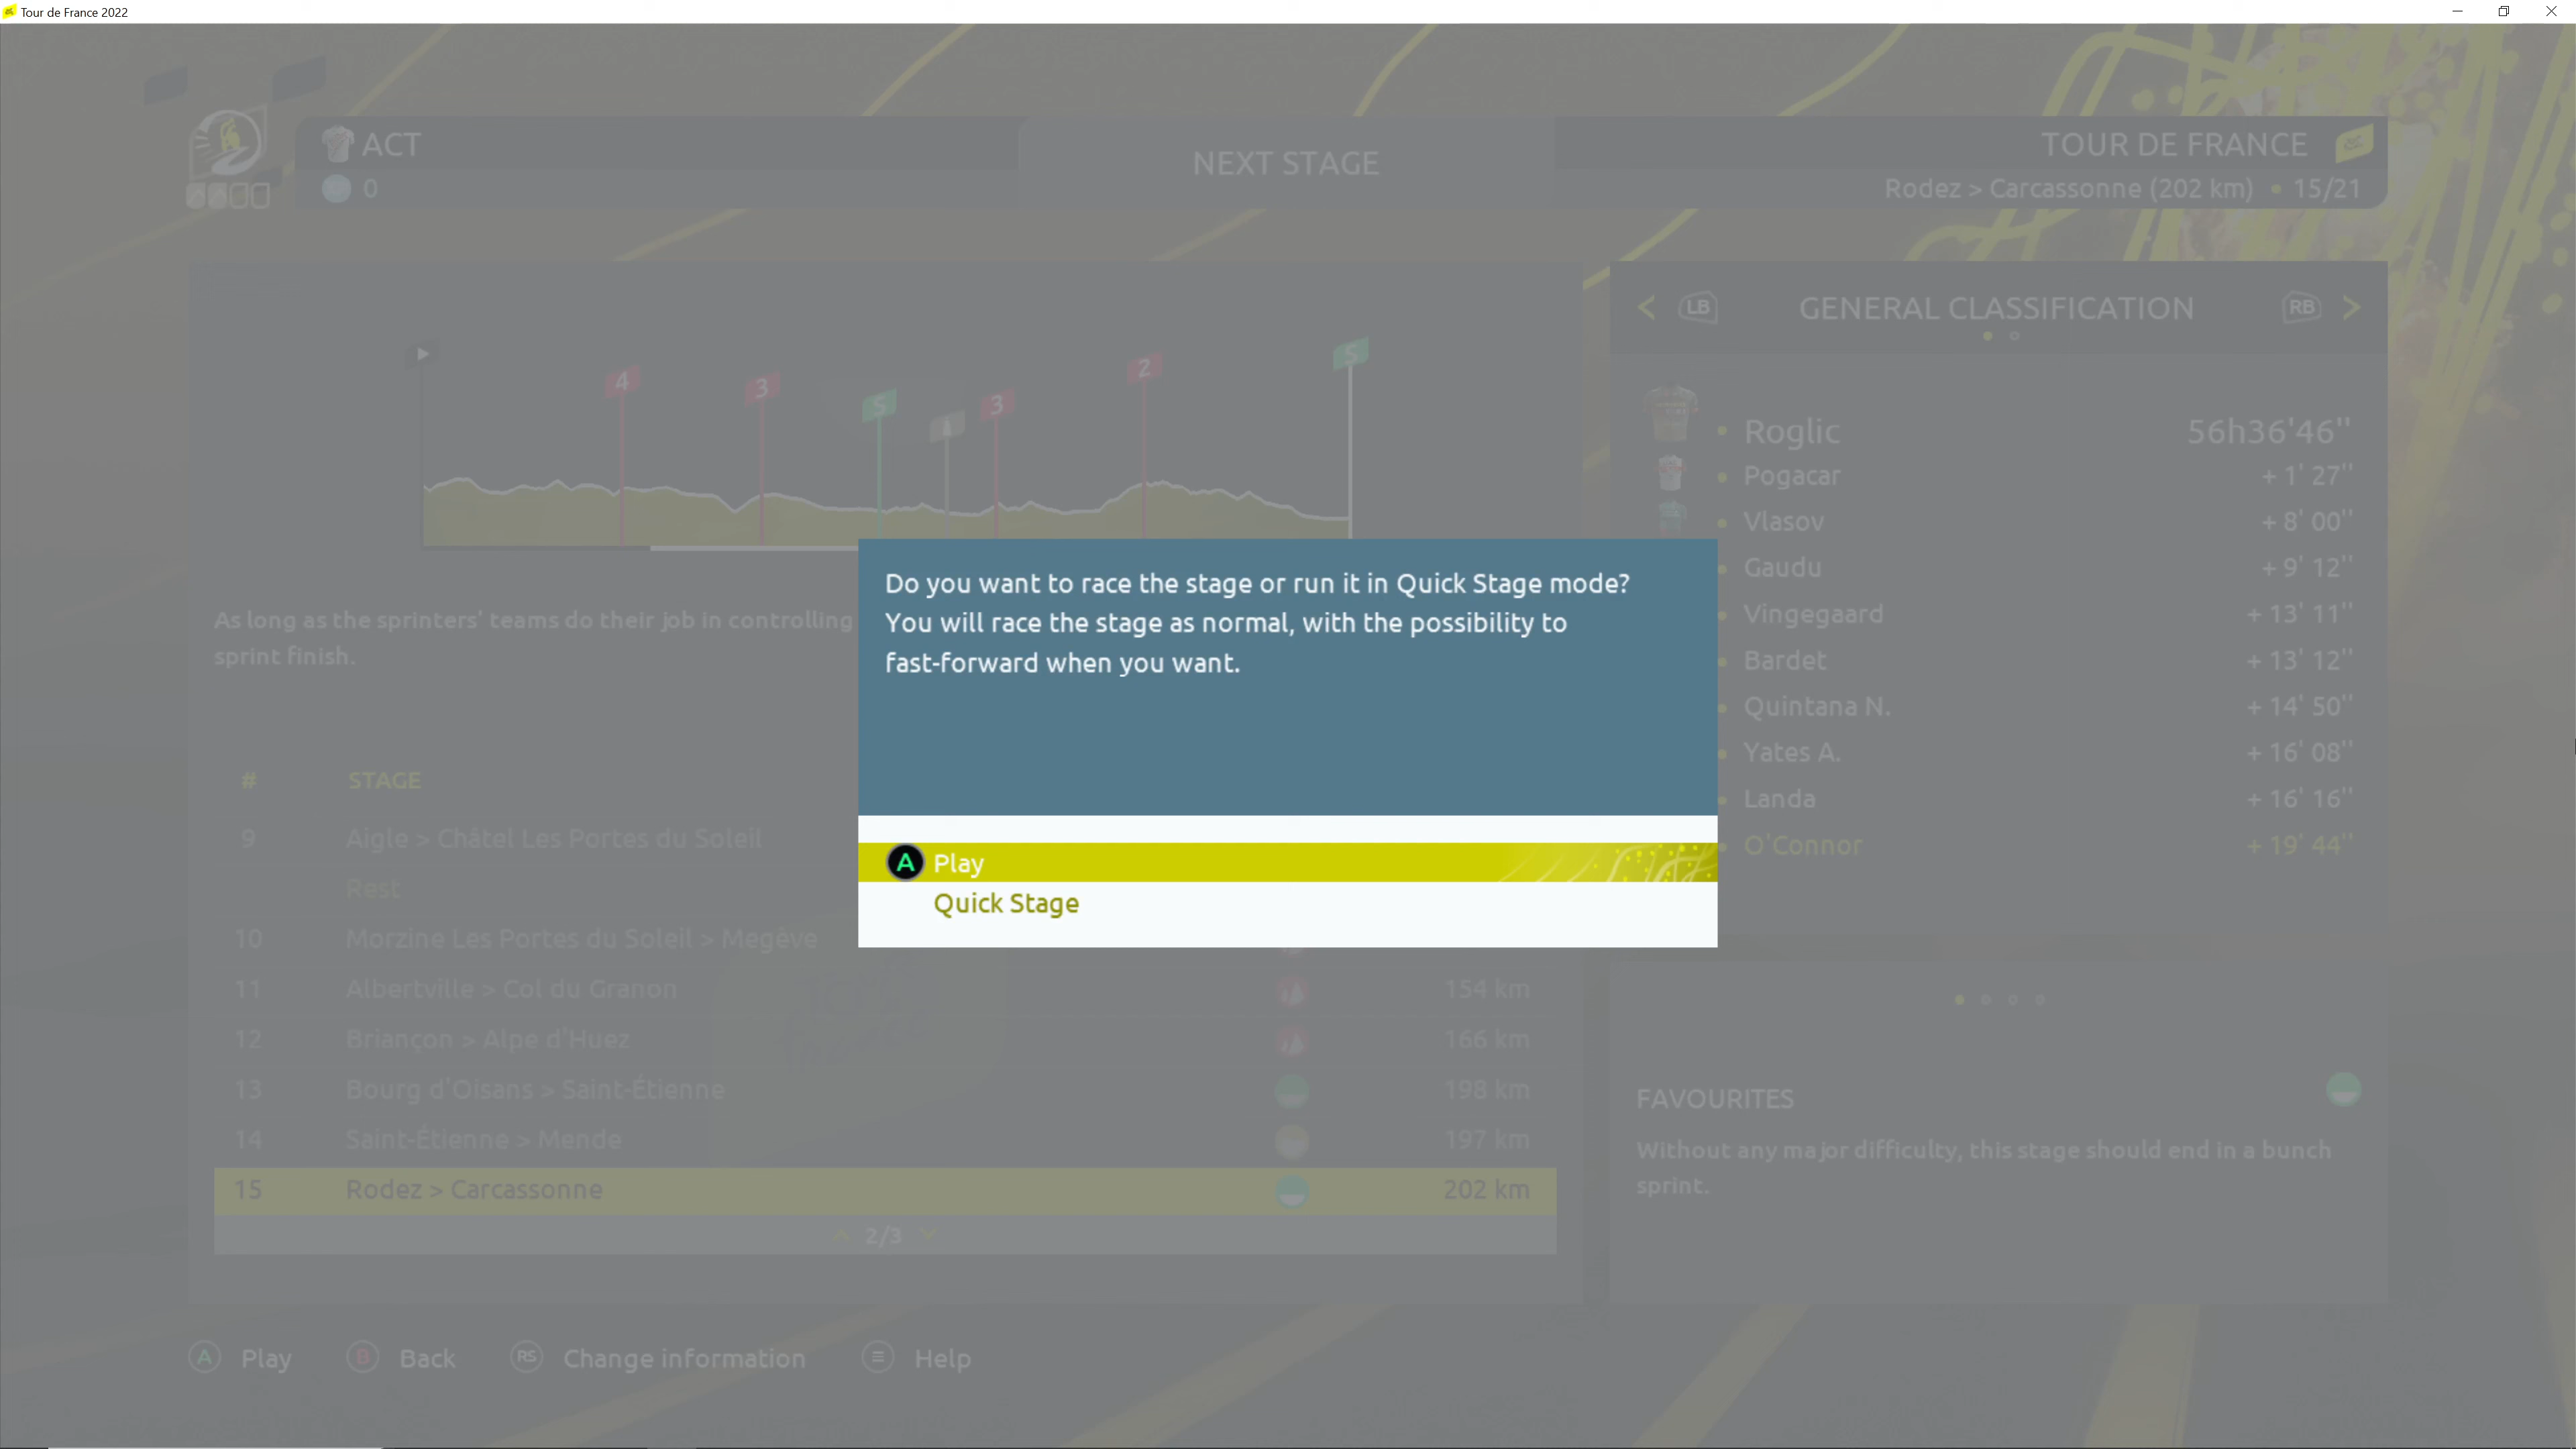 Tour de France 2022
ACT
0
NEXT STAGE
TOUR DE FRANCE
Rodez > Carcassonne (202 km) • 15/21
4
3
S
3
2
S
< LB GENERAL CLASSIFICATION RB >
Roglic 56h36'46''
Pogacar + 1' 27''
Vlasov + 8' 00''
Gaudu + 9' 12''
Vingegaard + 13' 11''
Bardet + 13' 12''
Quintana N. + 14' 50''
Yates A. + 16' 08''
Landa + 16' 16''
O'Connor + 19' 44''
As long as the sprinters' teams do their job in controlling
sprint finish.
Do you want to race the stage or run it in Quick Stage mode?
You will race the stage as normal, with the possibility to
fast-forward when you want.
A Play
Quick Stage
# STAGE
9 Aigle > Châtel Les Portes du Soleil
Rest
10 Morzine Les Portes du Soleil > Megève
11 Albertville > Col du Granon 154 km
12 Briançon > Alpe d'Huez 166 km
13 Bourg d'Oisans > Saint-Étienne 198 km
14 Saint-Étienne > Mende 197 km
15 Rodez > Carcassonne 202 km
2/3
FAVOURITES
Without any major difficulty, this stage should end in a bunch
sprint.
A Play B Back RS Change information Help